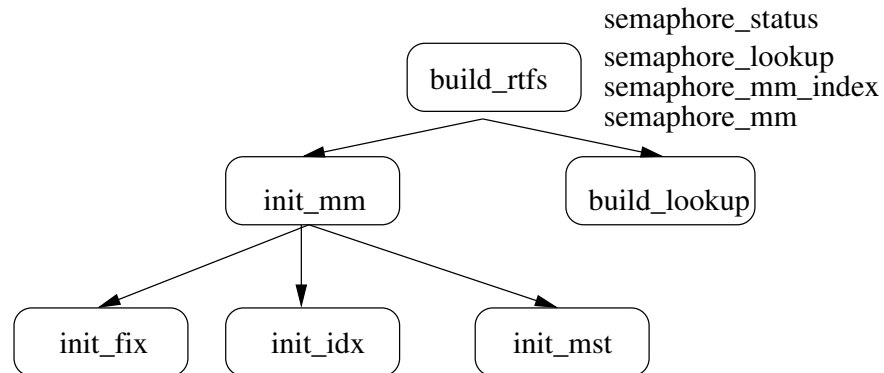 semaphore_status
semaphore_lookup
build_rtfs
semaphore_mm_index
semaphore_mm
init_mm
build_lookup
init_fix
init_idx
init_mst